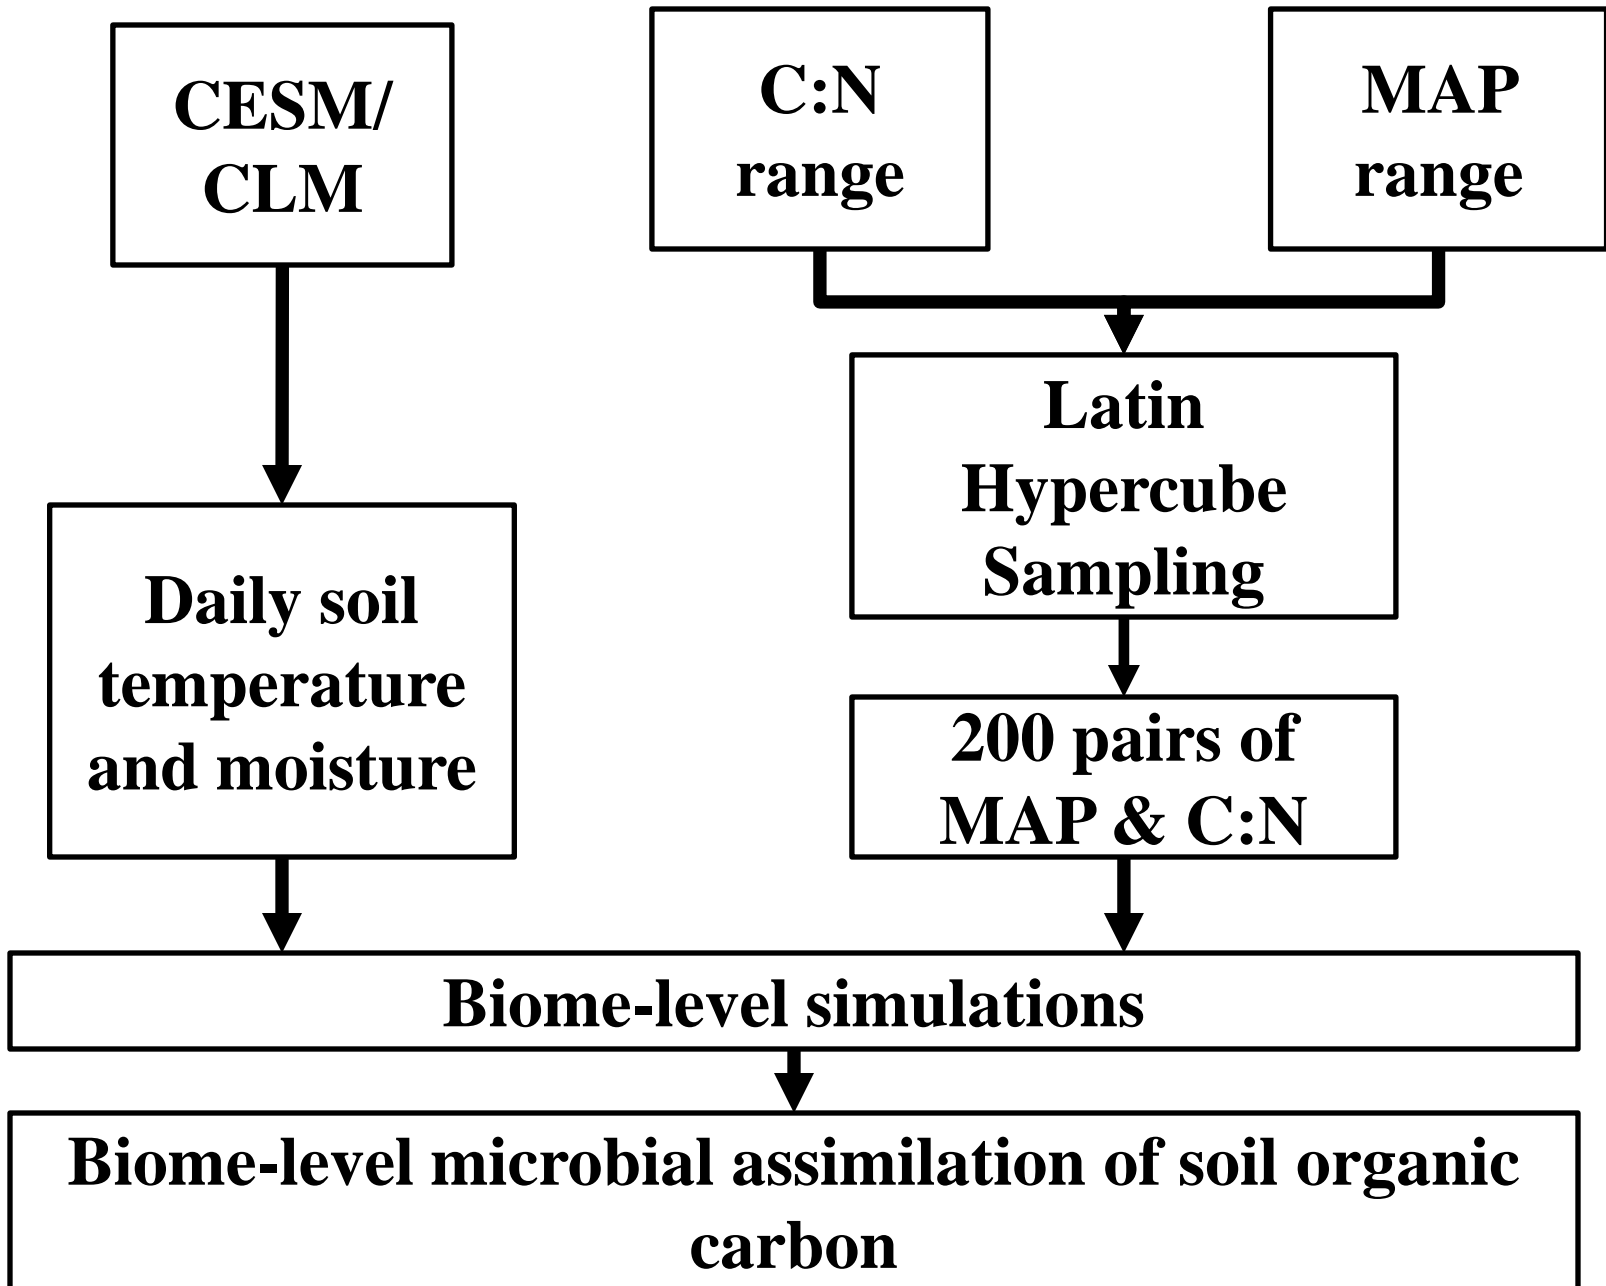 CESM/
CLM
C:N
range
MAP
range
Latin
Hypercube
Sampling
Daily soil
temperature
and moisture
200 pairs of
MAP & C:N
Biome-level simulations
Biome-level microbial assimilation of soil organic
carbon